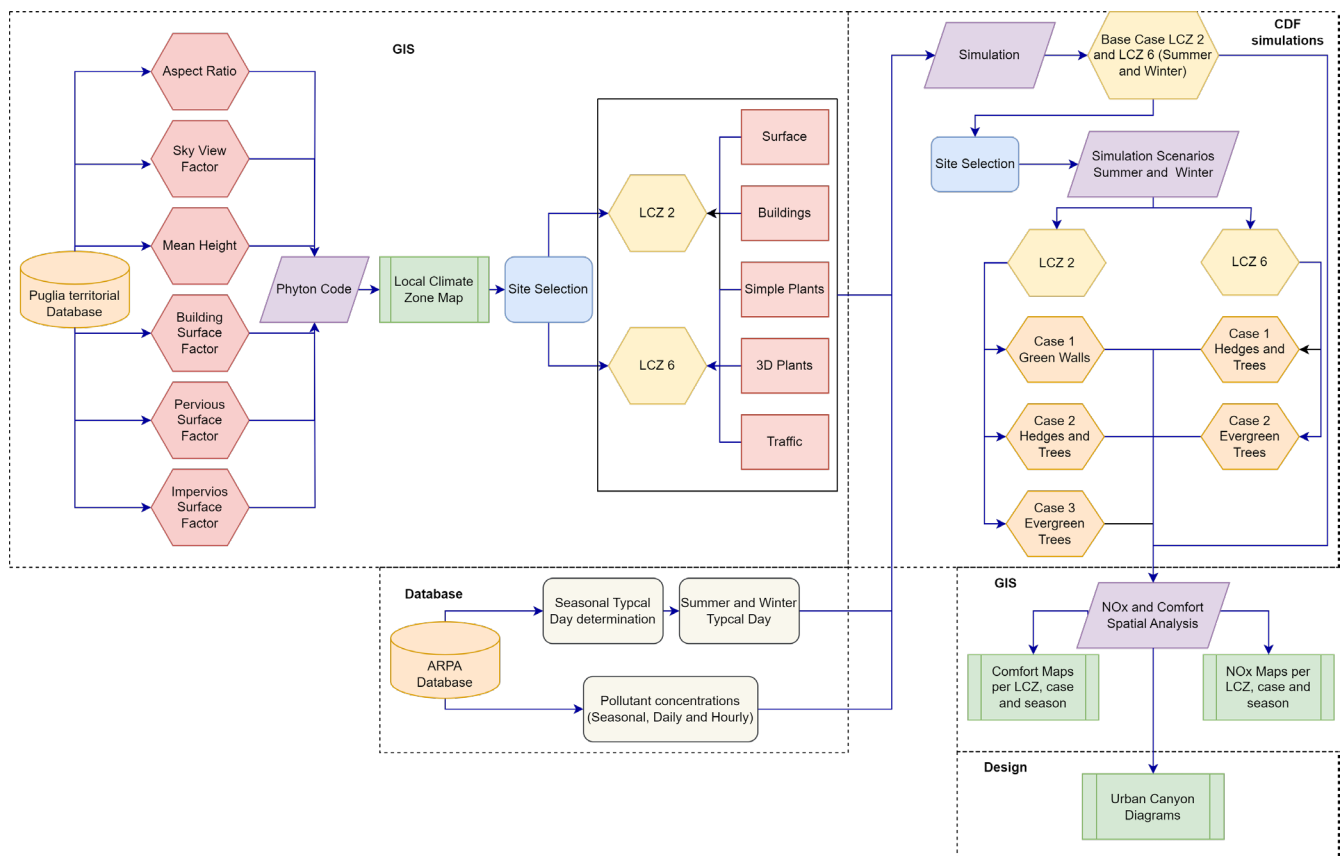 GIS
Aspect Ratio
Sky View
Factor
Mean Height
Puglia territorial
Database
Building
Surface
Factor
Pervious
Surface
Factor
Impervios
Surface
Factor
Phyton Code
Local Climate
Zone Map
Site Selection
LCZ 2
LCZ 6
Surface
Buildings
Simple Plants
3D Plants
Traffic
Database
ARPA
Database
Seasonal Typcal
Day determination
Summer and Winter
Typcal Day
Pollutant concentrations
(Seasonal, Daily and Hourly)
CDF
simulations
Simulation
Base Case LCZ 2
and LCZ 6 (Summer
and Winter)
Site Selection
Simulation Scenarios
Summer and  Winter
LCZ 2
LCZ 6
Case 1
Green Walls
Case 1
Hedges and
Trees
Case 2
Hedges and
Trees
Case 2
Evergreen
Trees
Case 3
Evergreen
Trees
GIS
NOx and Comfort
Spatial Analysis
Comfort Maps
per LCZ, case
and season
NOx Maps per
LCZ, case and
season
Design
Urban Canyon
Diagrams